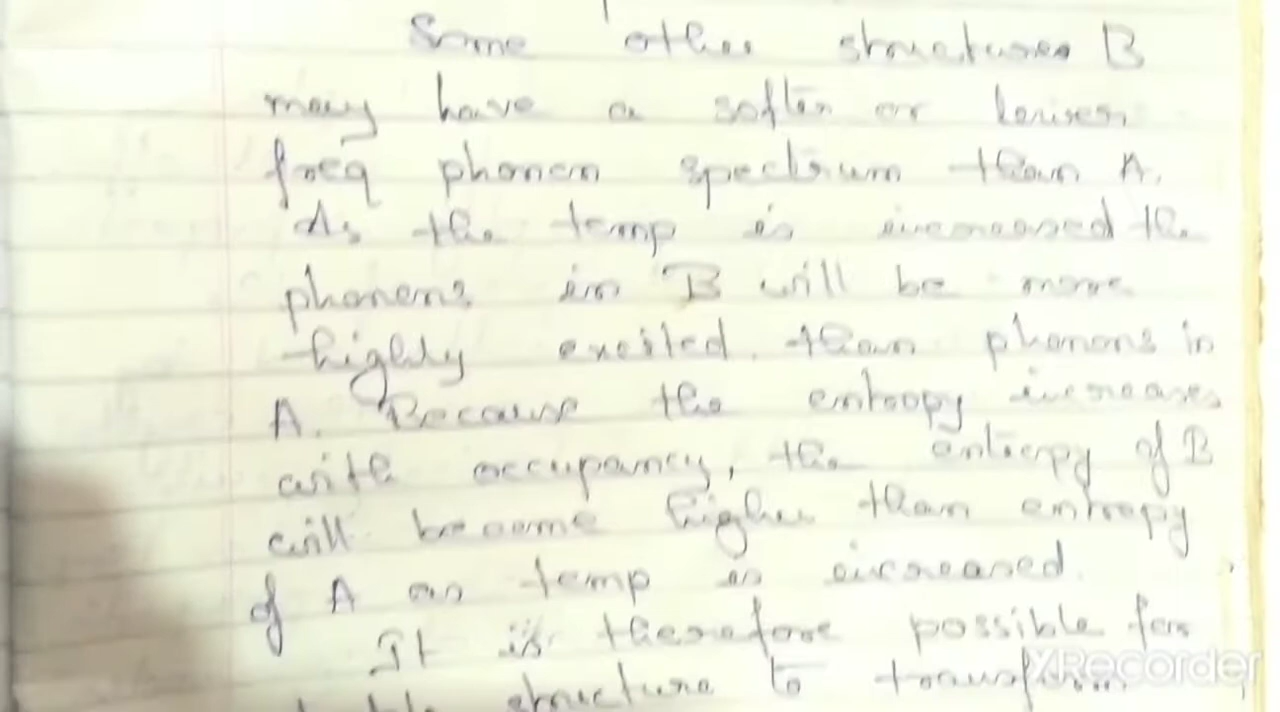 Some other structures B
may have a softer or lower
freq phonon spectrum than A.
As the temp is increased the
phonons in B will be more
highly excited than phonons in
A. Because the entropy increases
with occupancy, the entropy of B
will become higher than entropy
of A as temp is increased.
It is therefore possible for
structure to transform
XRecorder